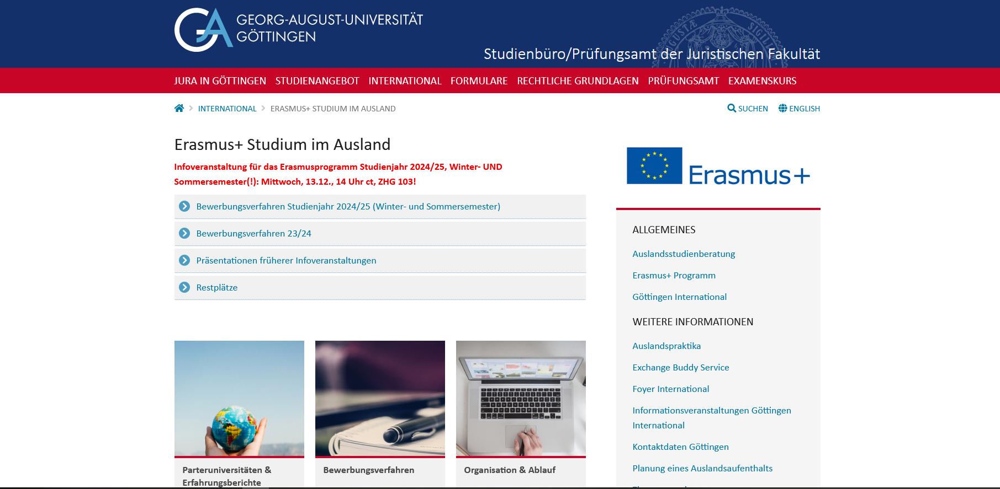 GEORG-AUGUST-UNIVERSITÄT
GÖTTINGEN
Studienbüro/Prüfungsamt der Juristischen Fakultät
JURA IN GÖTTINGEN STUDIENANGEBOT INTERNATIONAL FORMULARE RECHTLICHE GRUNDLAGEN PRÜFUNGSAMT EXAMENSKURS
INTERNATIONAL ERASMUS+ STUDIUM IM AUSLAND
SUCHEN ENGLISH
Erasmus+ Studium im Ausland
Infoveranstaltung für das Erasmusprogramm Studienjahr 2024/25, Winter- UND
Sommersemester(!): Mittwoch, 13.12., 14 Uhr ct, ZHG 103!
Bewerbungsverfahren Studienjahr 2024/25 (Winter- und Sommersemester)
Bewerbungsverfahren 23/24
Präsentationen früherer Infoveranstaltungen
Restplätze
Parteruniversitäten &
Erfahrungsberichte
Bewerbungsverfahren
Organisation & Ablauf
Erasmus+
ALLGEMEINES
Auslandsstudienberatung
Erasmus+ Programm
Göttingen International
WEITERE INFORMATIONEN
Auslandspraktika
Exchange Buddy Service
Foyer International
Informationsveranstaltungen Göttingen
International
Kontaktdaten Göttingen
Planung eines Auslandsaufenthalts